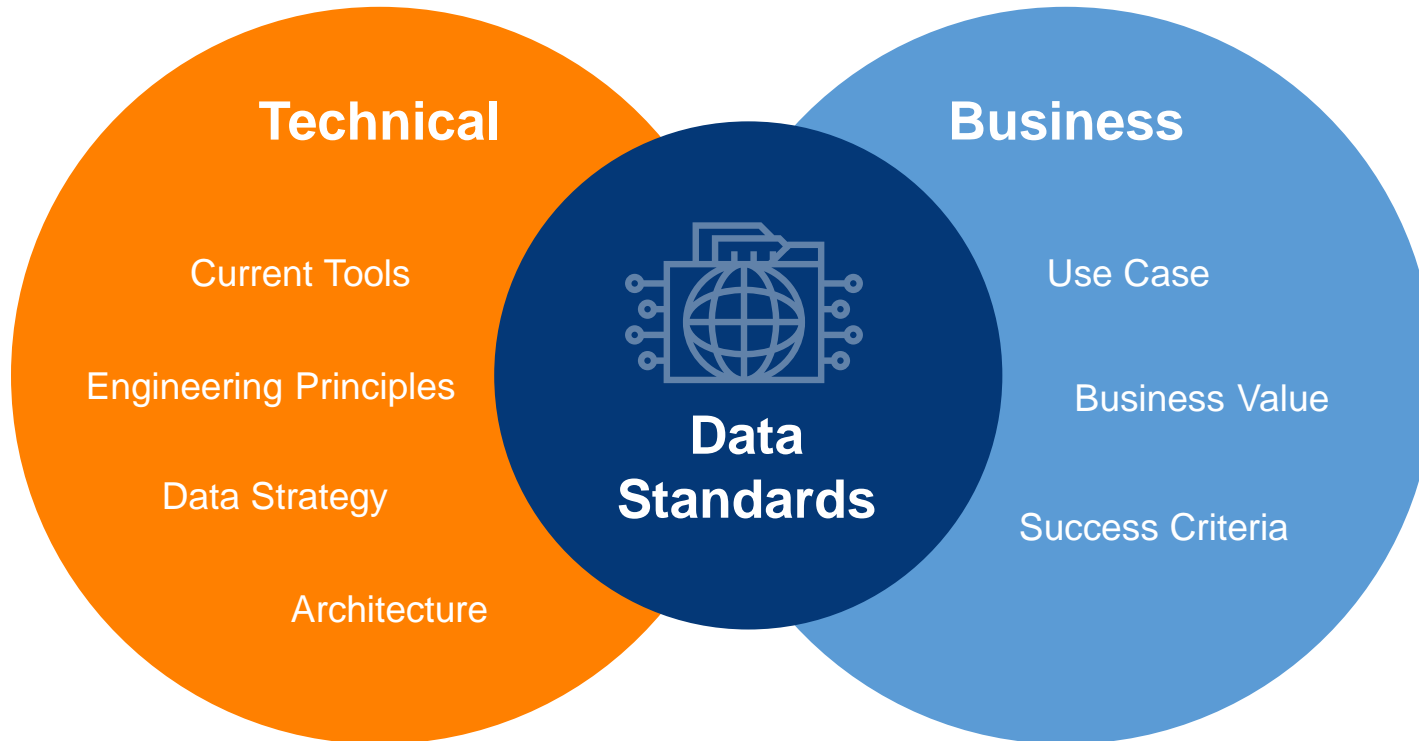 Technical
Current Tools
Engineering Principles
Data Strategy
Architecture
Data
Standards
Business
Use Case
Business Value
Success Criteria